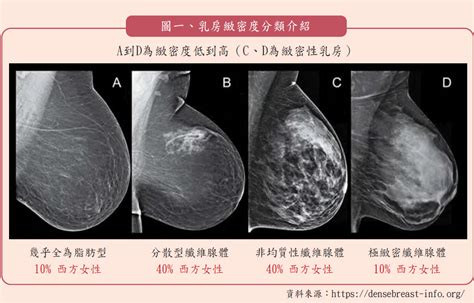 圖一、乳房緻密度分類介紹
A到D為緻密度低到高（C、D為緻密性乳房）
A B C D
幾乎全為脂肪型 分散型纖維腺體 非均質性纖維腺體 極緻密纖維腺體
10% 西方女性 40% 西方女性 40% 西方女性 10% 西方女性
資料來源：https://densebreast-info.org/